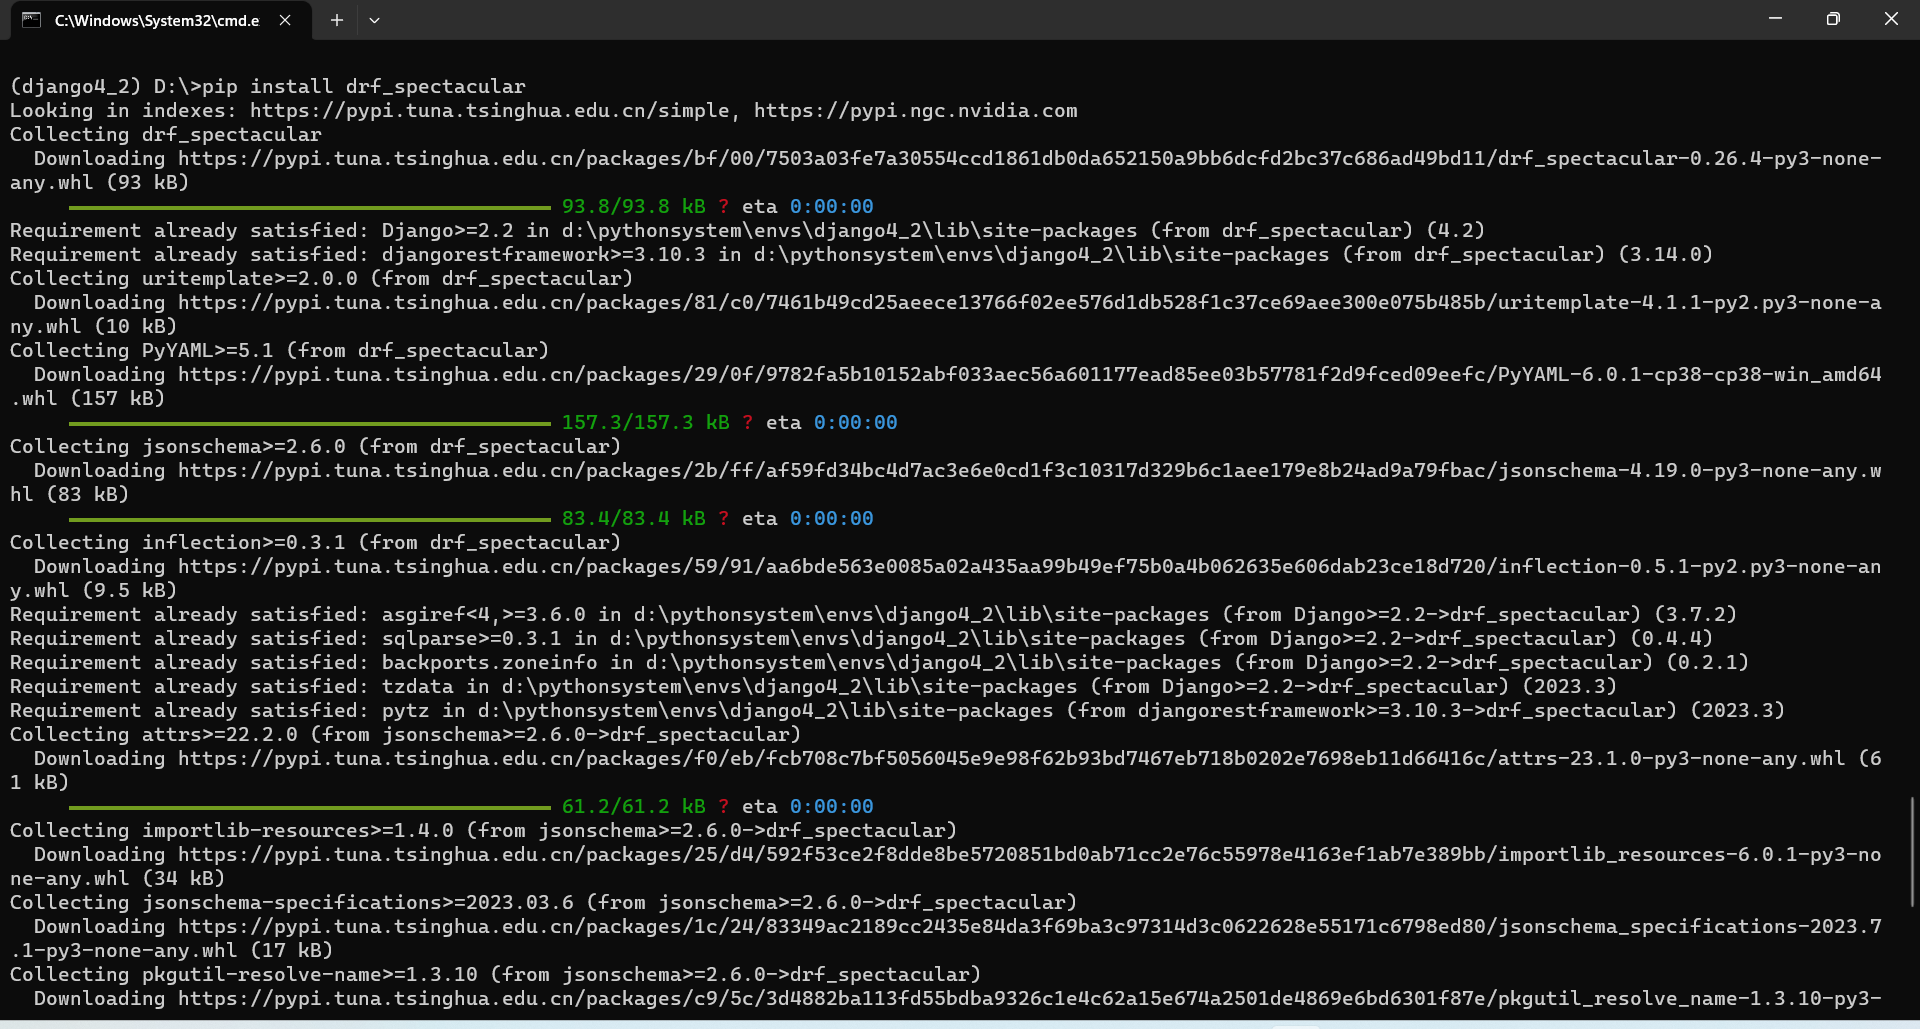 C:\Windows\System32\cmd.e
(django4_2) D:\>pip install drf_spectacular
Looking in indexes: https://pypi.tuna.tsinghua.edu.cn/simple, https://pypi.ngc.nvidia.com
Collecting drf_spectacular
  Downloading https://pypi.tuna.tsinghua.edu.cn/packages/bf/00/7503a03fe7a30554ccd1861db0da652150a9bb6dcfd2bc37c686ad49bd11/drf_spectacular-0.26.4-py3-none-
any.whl (93 kB)
93.8/93.8 kB ? eta 0:00:00
Requirement already satisfied: Django>=2.2 in d:\pythonsystem\envs\django4_2\lib\site-packages (from drf_spectacular) (4.2)
Requirement already satisfied: djangorestframework>=3.10.3 in d:\pythonsystem\envs\django4_2\lib\site-packages (from drf_spectacular) (3.14.0)
Collecting uritemplate>=2.0.0 (from drf_spectacular)
  Downloading https://pypi.tuna.tsinghua.edu.cn/packages/81/c0/7461b49cd25aeece13766f02ee576d1db528f1c37ce69aee300e075b485b/uritemplate-4.1.1-py2.py3-none-a
ny.whl (10 kB)
Collecting PyYAML>=5.1 (from drf_spectacular)
  Downloading https://pypi.tuna.tsinghua.edu.cn/packages/29/0f/9782fa5b10152abf033aec56a601177ead85ee03b57781f2d9fced09eefc/PyYAML-6.0.1-cp38-cp38-win_amd64
.whl (157 kB)
157.3/157.3 kB ? eta 0:00:00
Collecting jsonschema>=2.6.0 (from drf_spectacular)
  Downloading https://pypi.tuna.tsinghua.edu.cn/packages/2b/ff/af59fd34bc4d7ac3e6e0cd1f3c10317d329b6c1aee179e8b24ad9a79fbac/jsonschema-4.19.0-py3-none-any.w
hl (83 kB)
83.4/83.4 kB ? eta 0:00:00
Collecting inflection>=0.3.1 (from drf_spectacular)
  Downloading https://pypi.tuna.tsinghua.edu.cn/packages/59/91/aa6bde563e0085a02a435aa99b49ef75b0a4b062635e606dab23ce18d720/inflection-0.5.1-py2.py3-none-an
y.whl (9.5 kB)
Requirement already satisfied: asgiref<4,>=3.6.0 in d:\pythonsystem\envs\django4_2\lib\site-packages (from Django>=2.2->drf_spectacular) (3.7.2)
Requirement already satisfied: sqlparse>=0.3.1 in d:\pythonsystem\envs\django4_2\lib\site-packages (from Django>=2.2->drf_spectacular) (0.4.4)
Requirement already satisfied: backports.zoneinfo in d:\pythonsystem\envs\django4_2\lib\site-packages (from Django>=2.2->drf_spectacular) (0.2.1)
Requirement already satisfied: tzdata in d:\pythonsystem\envs\django4_2\lib\site-packages (from Django>=2.2->drf_spectacular) (2023.3)
Requirement already satisfied: pytz in d:\pythonsystem\envs\django4_2\lib\site-packages (from djangorestframework>=3.10.3->drf_spectacular) (2023.3)
Collecting attrs>=22.2.0 (from jsonschema>=2.6.0->drf_spectacular)
  Downloading https://pypi.tuna.tsinghua.edu.cn/packages/f0/eb/fcb708c7bf5056045e9e98f62b93bd7467eb718b0202e7698eb11d66416c/attrs-23.1.0-py3-none-any.whl (6
1 kB)
61.2/61.2 kB ? eta 0:00:00
Collecting importlib-resources>=1.4.0 (from jsonschema>=2.6.0->drf_spectacular)
  Downloading https://pypi.tuna.tsinghua.edu.cn/packages/25/d4/592f53ce2f8dde8be5720851bd0ab71cc2e76c55978e4163ef1ab7e389bb/importlib_resources-6.0.1-py3-no
ne-any.whl (34 kB)
Collecting jsonschema-specifications>=2023.03.6 (from jsonschema>=2.6.0->drf_spectacular)
  Downloading https://pypi.tuna.tsinghua.edu.cn/packages/1c/24/83349ac2189cc2435e84da3f69ba3c97314d3c0622628e55171c6798ed80/jsonschema_specifications-2023.7
.1-py3-none-any.whl (17 kB)
Collecting pkgutil-resolve-name>=1.3.10 (from jsonschema>=2.6.0->drf_spectacular)
  Downloading https://pypi.tuna.tsinghua.edu.cn/packages/c9/5c/3d4882ba113fd55bdba9326c1e4c62a15e674a2501de4869e6bd6301f87e/pkgutil_resolve_name-1.3.10-py3-